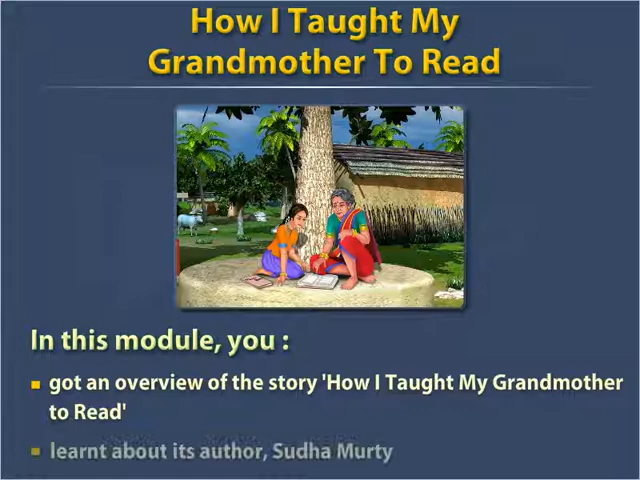 How I Taught My
Grandmother To Read
In this module, you :
got an overview of the story 'How I Taught My Grandmother
to Read'
learnt about its author, Sudha Murty